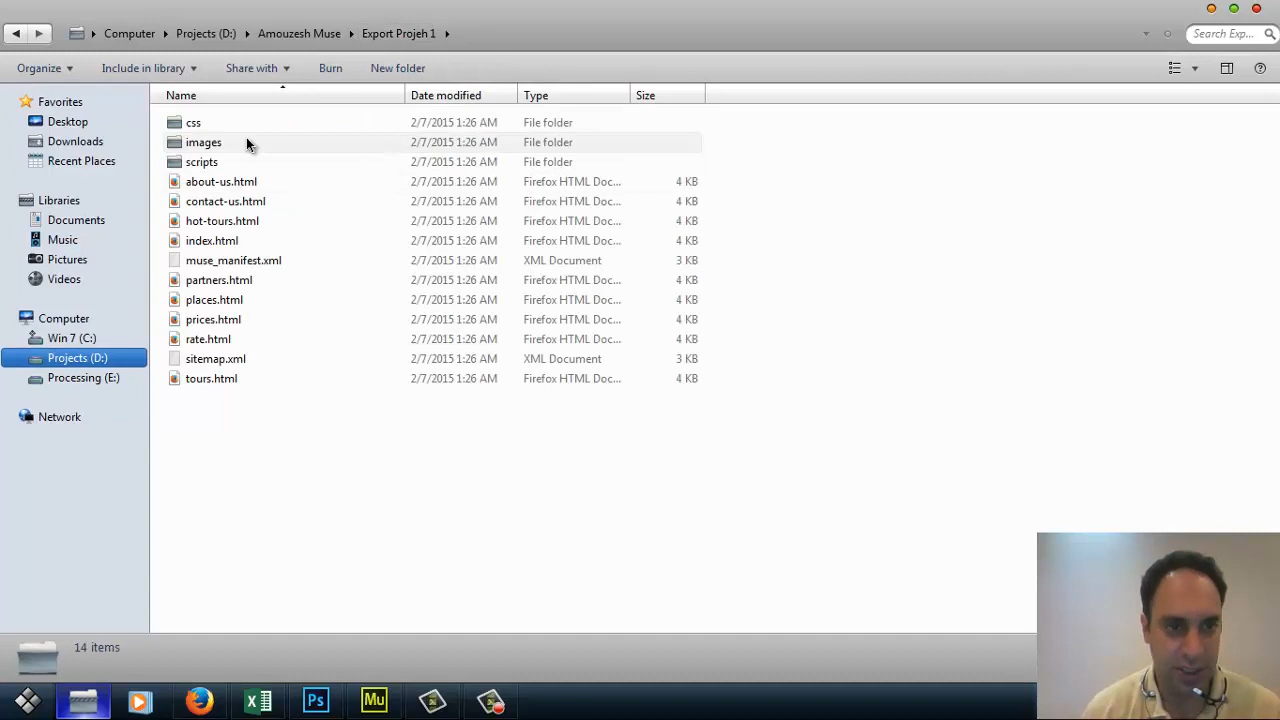 Computer Projects (D:) Amouzesh Muse Export Projeh 1 Search Exp...
Organize Include in library Share with Burn New folder
Name Date modified Type Size
Favorites
Desktop
Downloads
Recent Places
Libraries
Documents
Music
Pictures
Videos
Computer
Win 7 (C:)
Projects (D:)
Processing (E:)
Network
css 2/7/2015 1:26 AM File folder
images 2/7/2015 1:26 AM File folder
scripts 2/7/2015 1:26 AM File folder
about-us.html 2/7/2015 1:26 AM Firefox HTML Doc... 4 KB
contact-us.html 2/7/2015 1:26 AM Firefox HTML Doc... 4 KB
hot-tours.html 2/7/2015 1:26 AM Firefox HTML Doc... 4 KB
index.html 2/7/2015 1:26 AM Firefox HTML Doc... 4 KB
muse_manifest.xml 2/7/2015 1:26 AM XML Document 3 KB
partners.html 2/7/2015 1:26 AM Firefox HTML Doc... 4 KB
places.html 2/7/2015 1:26 AM Firefox HTML Doc... 4 KB
prices.html 2/7/2015 1:26 AM Firefox HTML Doc... 4 KB
rate.html 2/7/2015 1:26 AM Firefox HTML Doc... 4 KB
sitemap.xml 2/7/2015 1:26 AM XML Document 3 KB
tours.html 2/7/2015 1:26 AM Firefox HTML Doc... 4 KB
14 items
Ps Mu